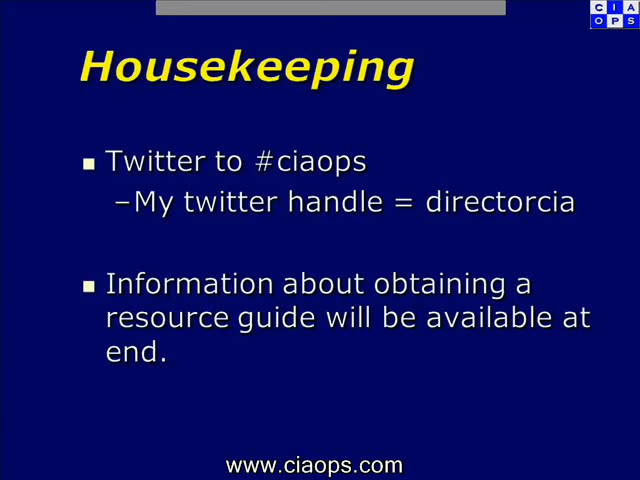 C I A
O P S
Housekeeping
Twitter to #ciaops
–My twitter handle = directorcia
Information about obtaining a
resource guide will be available at
end.
www.ciaops.com